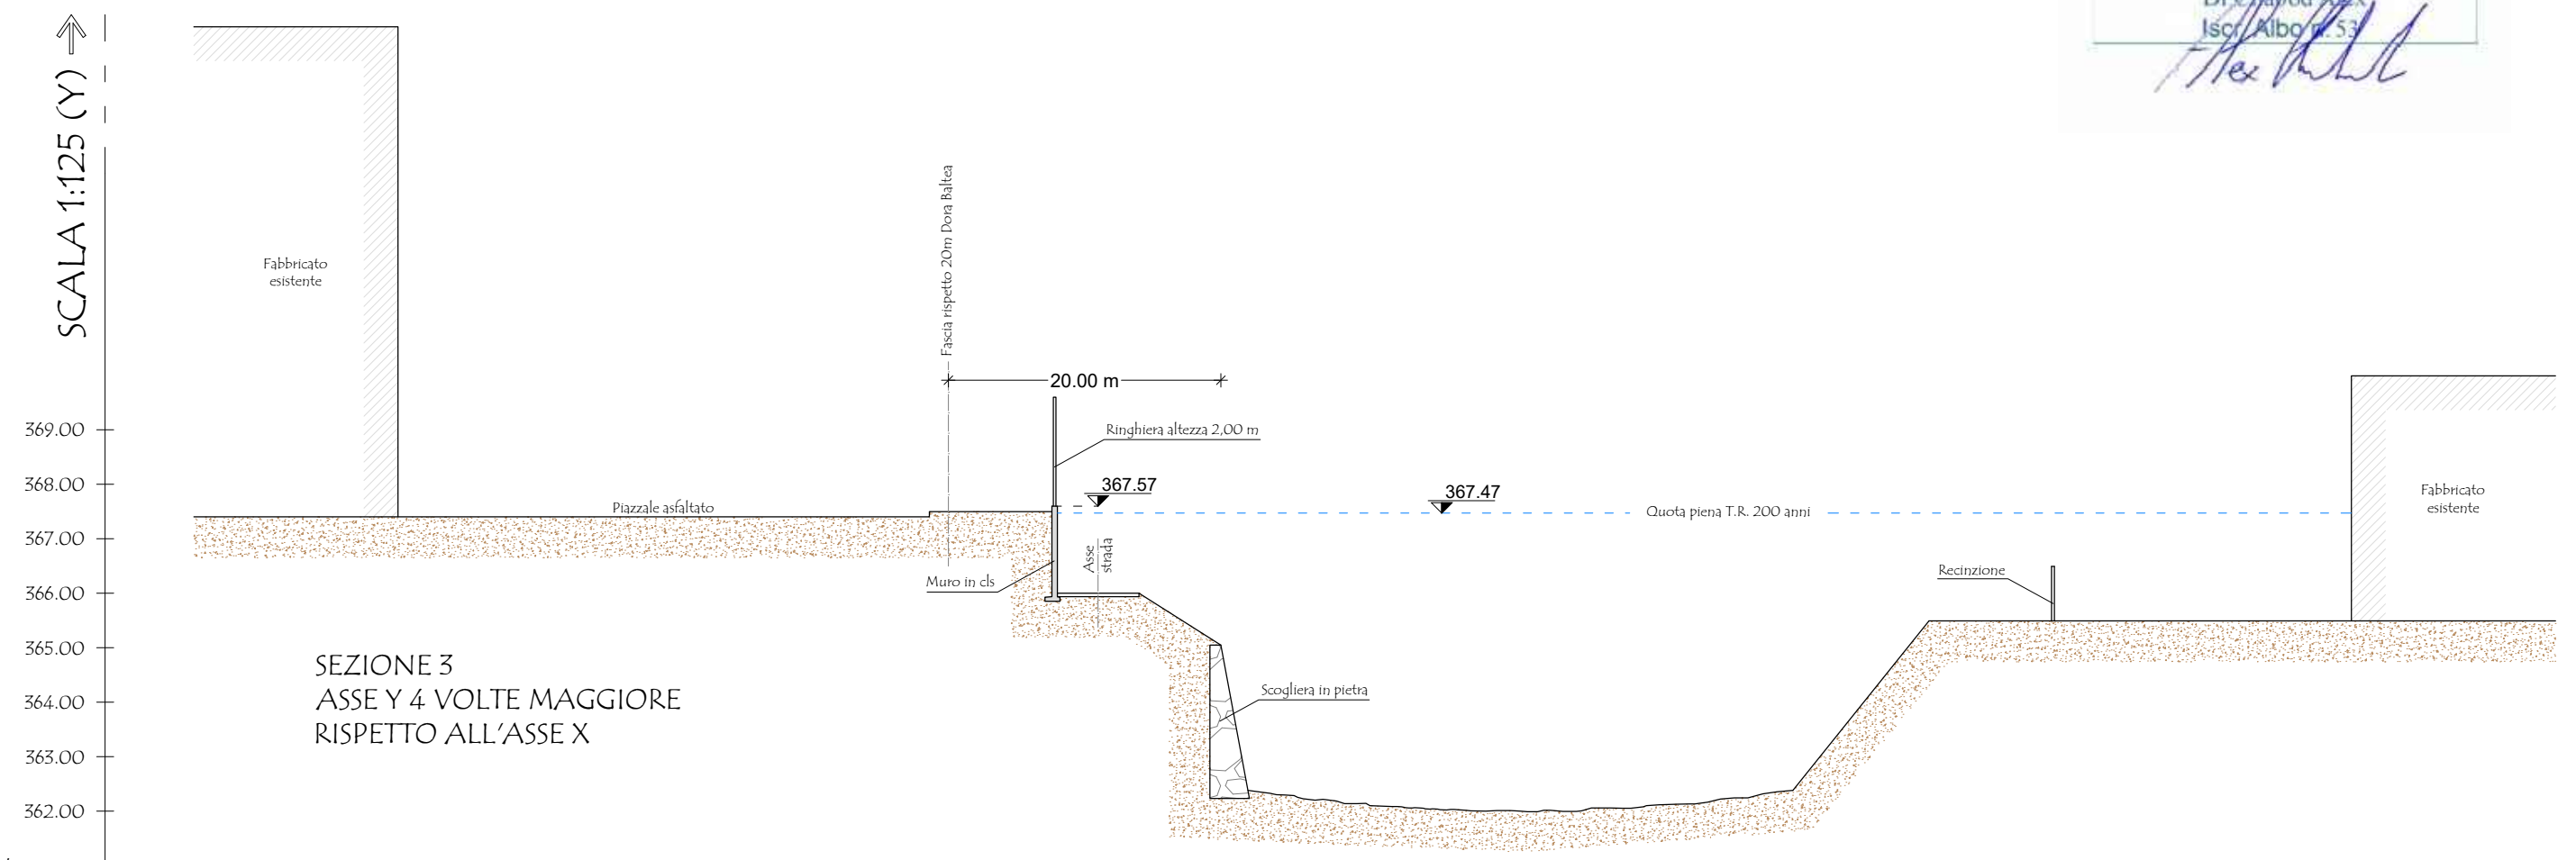 SCALA 1:125 (Y)
Iscr. Albo n. 53
Fabbricato
esistente
Fascia rispetto 20m Dora Baltea
20.00 m
Ringhiera altezza 2,00 m
369.00
368.00
367.00
366.00
365.00
364.00
363.00
362.00
367.57
367.47
Piazzale asfaltato
Quota piena T.R. 200 anni
Fabbricato
esistente
Asse
strada
Muro in cls
Recinzione
Scogliera in pietra
SEZIONE 3
ASSE Y 4 VOLTE MAGGIORE
RISPETTO ALL'ASSE X